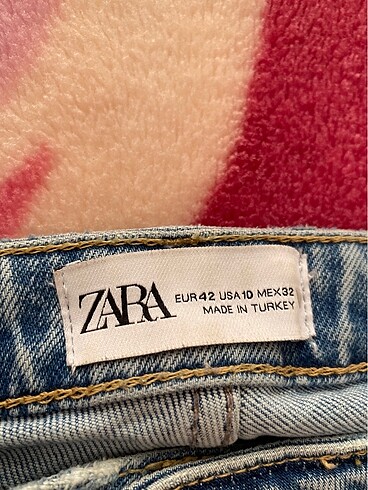 ZARA
EUR 42 USA 10 MEX 32
MADE IN TURKEY